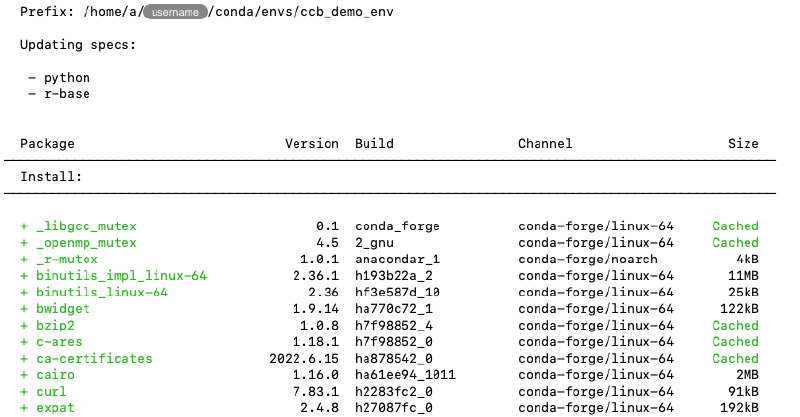 Prefix: /home/a/username/conda/envs/ccb_demo_env
Updating specs:
- python
- r-base
Package Version Build Channel Size
Install:
+ _libgcc_mutex 0.1 conda_forge conda-forge/linux-64 Cached
+ _openmp_mutex 4.5 2_gnu conda-forge/linux-64 Cached
+ _r-mutex 1.0.1 anacondar_1 conda-forge/noarch 4kB
+ binutils_impl_linux-64 2.36.1 h193b22a_2 conda-forge/linux-64 11MB
+ binutils_linux-64 2.36 hf3e587d_10 conda-forge/linux-64 25kB
+ bwidget 1.9.14 ha770c72_1 conda-forge/linux-64 122kB
+ bzip2 1.0.8 h7f98852_4 conda-forge/linux-64 Cached
+ c-ares 1.18.1 h7f98852_0 conda-forge/linux-64 Cached
+ ca-certificates 2022.6.15 ha878542_0 conda-forge/linux-64 Cached
+ cairo 1.16.0 ha61ee94_1011 conda-forge/linux-64 2MB
+ curl 7.83.1 h2283fc2_0 conda-forge/linux-64 91kB
+ expat 2.4.8 h27087fc_0 conda-forge/linux-64 192kB